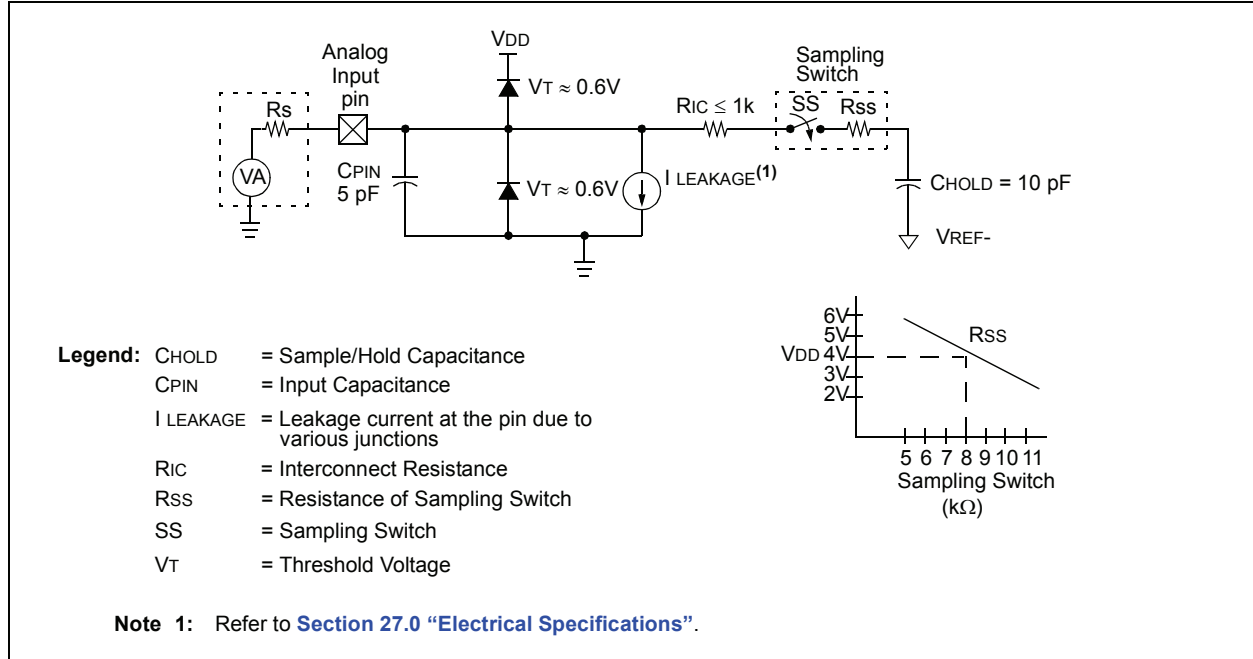 VDD
Analog
Input
pin
Sampling
Switch
VT ≈ 0.6V
Rs
RIC ≤ 1k
SS
Rss
VA
CPIN
5 pF
VT ≈ 0.6V
I LEAKAGE(1)
CHOLD = 10 pF
VREF-
6V
5V
VDD 4V
3V
2V
RSS
5 6 7 8 9 10 11
Sampling Switch
(kΩ)
Legend: CHOLD = Sample/Hold Capacitance
CPIN = Input Capacitance
I LEAKAGE = Leakage current at the pin due to
various junctions
RIC = Interconnect Resistance
RSS = Resistance of Sampling Switch
SS = Sampling Switch
VT = Threshold Voltage
Note 1: Refer to Section 27.0 “Electrical Specifications”.